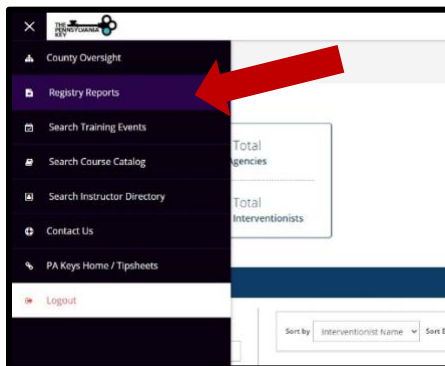 THE
PENNSYLVANIA
KEY
County Oversight
Registry Reports
Search Training Events
Total
Agencies
Search Course Catalog
Search Instructor Directory
Total
Interventionists
Contact Us
PA Keys Home / Tipsheets
Logout
Sort by Interventionist Name Sort